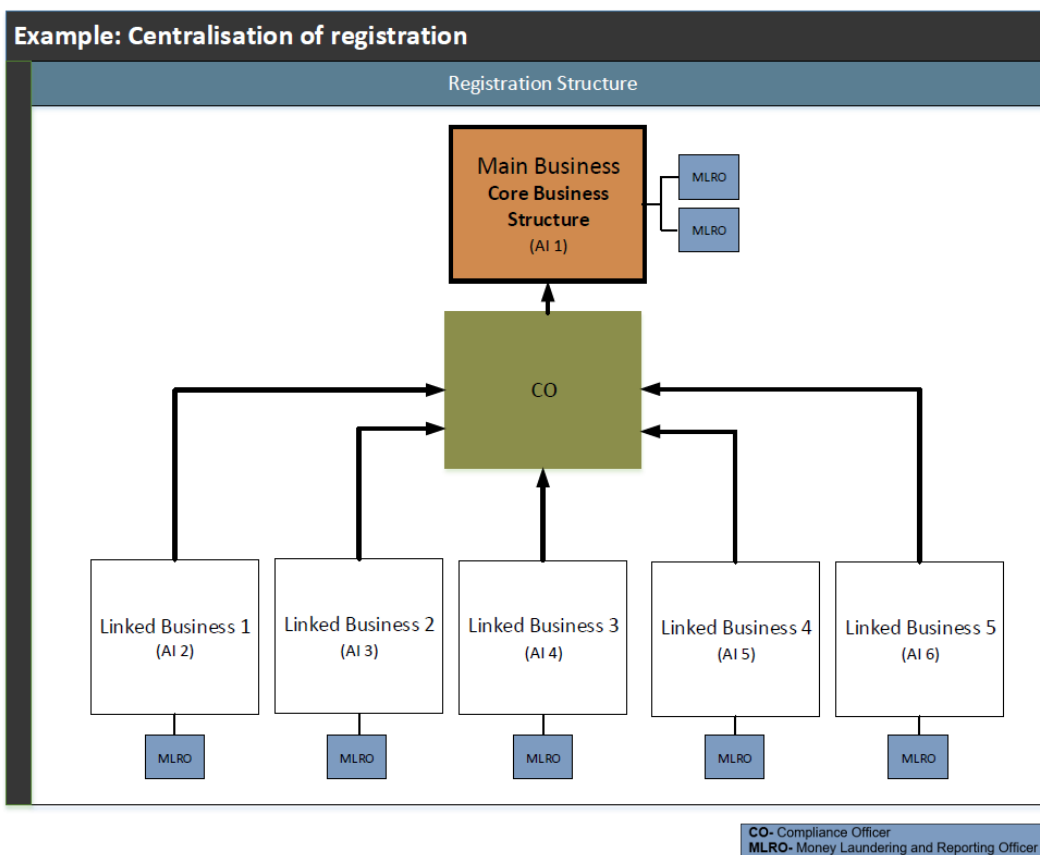 Example: Centralisation of registration
Registration Structure
Main Business
Core Business
Structure
(AI 1)
MLRO
MLRO
CO
Linked Business 1
(AI 2)
Linked Business 2
(AI 3)
Linked Business 3
(AI 4)
Linked Business 4
(AI 5)
Linked Business 5
(AI 6)
MLRO
MLRO
MLRO
MLRO
MLRO
CO- Compliance Officer
MLRO- Money Laundering and Reporting Officer